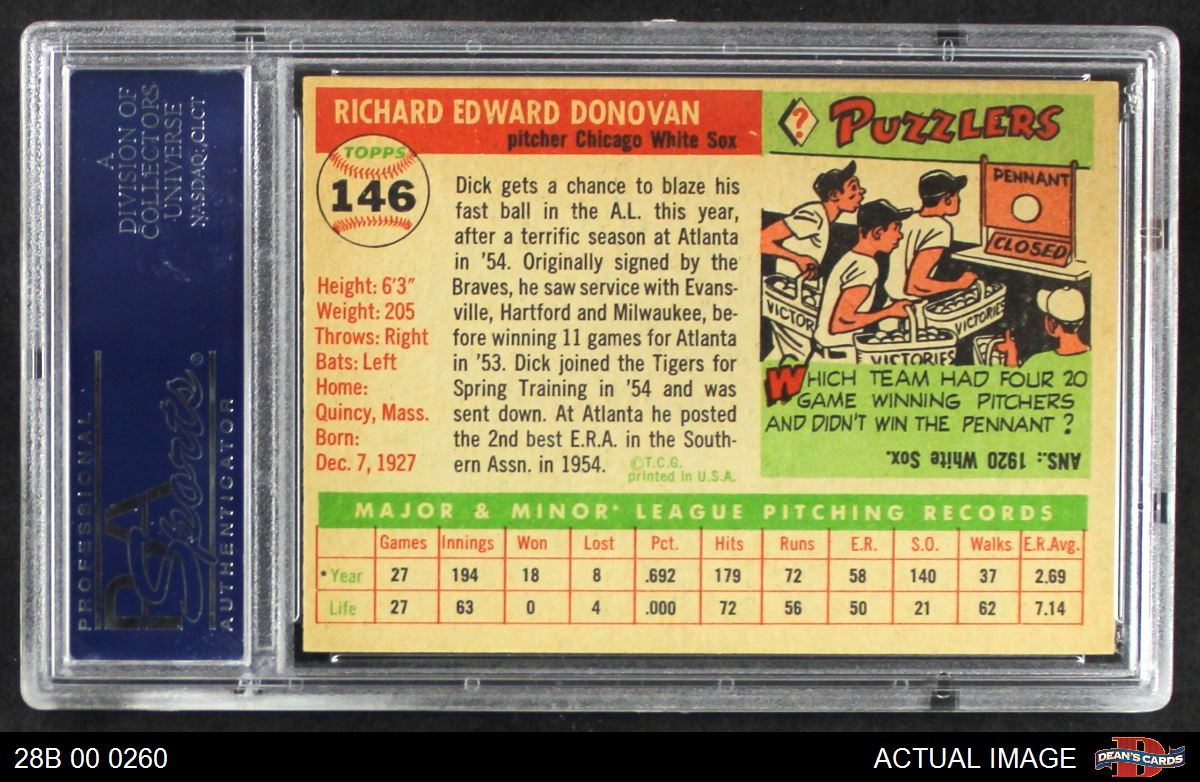 A
DIVISION OF
COLLECTORS
UNIVERSE
NASDAQ: CLCT
PROFESSIONAL
PSA
Sports
AUTHENTICATOR
RICHARD EDWARD DONOVAN
pitcher Chicago White Sox
TOPPS
146
Height: 6'3"
Weight: 205
Throws: Right
Bats: Left
Home:
Quincy, Mass.
Born:
Dec. 7, 1927
Dick gets a chance to blaze his
fast ball in the A.L. this year,
after a terrific season at Atlanta
in '54. Originally signed by the
Braves, he saw service with Evans-
ville, Hartford and Milwaukee, be-
fore winning 11 games for Atlanta
in '53. Dick joined the Tigers for
Spring Training in '54 and was
sent down. At Atlanta he posted
the 2nd best E.R.A. in the South-
ern Assn. in 1954.
©T.C.G.
printed in U.S.A.
?
PUZZLERS
PENNANT
CLOSED
VICTOR
VICTORIES
VICTORIES
WHICH TEAM HAD FOUR 20
GAME WINNING PITCHERS
AND DIDN'T WIN THE PENNANT ?
ANS.: 1920 White Sox.
MAJOR & MINOR* LEAGUE PITCHING RECORDS
Games Innings Won Lost Pct. Hits Runs E.R. S.O. Walks E.R.Avg.
*Year 27 194 18 8 .692 179 72 58 140 37 2.69
Life 27 63 0 4 .000 72 56 50 21 62 7.14
28B 00 0260
ACTUAL IMAGE
D
DEAN'S CARDS